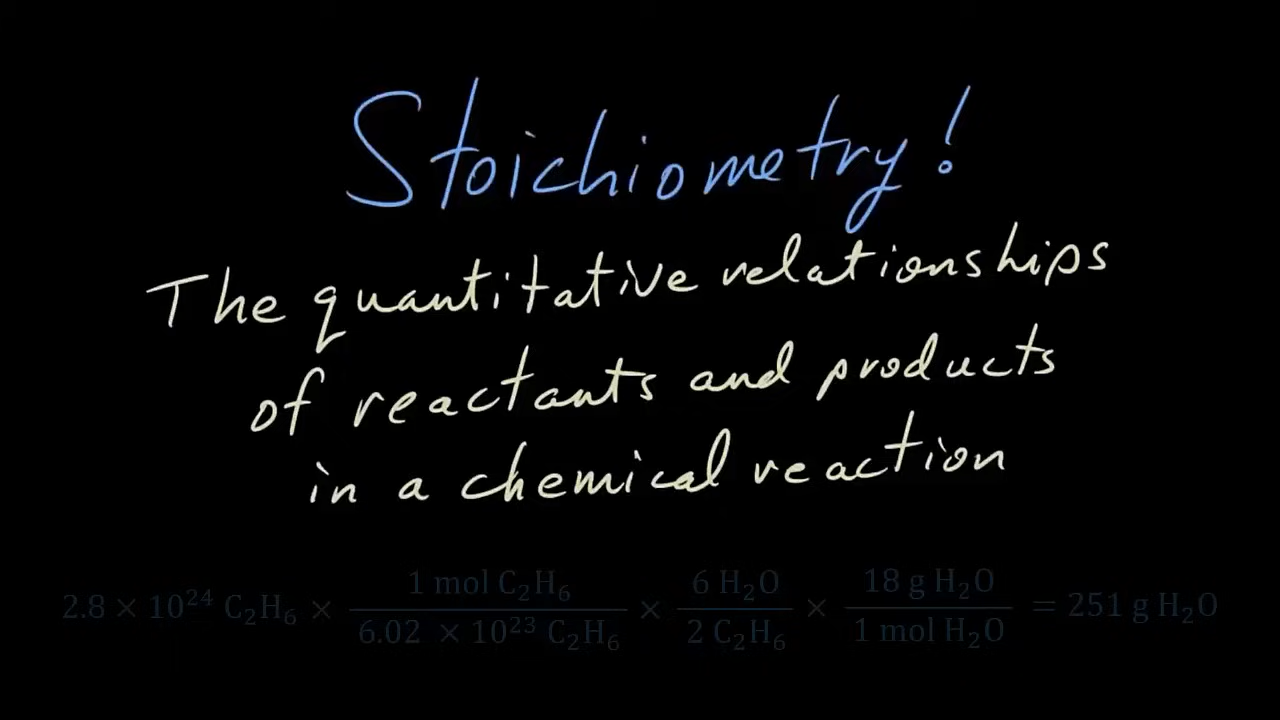 Stoichiometry!
The quantitative relationships
of reactants and products
in a chemical reaction
2.8 × 10²⁴ C₂H₆ × (1 mol C₂H₆)/(6.02 × 10²³ C₂H₆) × (6 H₂O)/(2 C₂H₆) × (18 g H₂O)/(1 mol H₂O) = 251 g H₂O